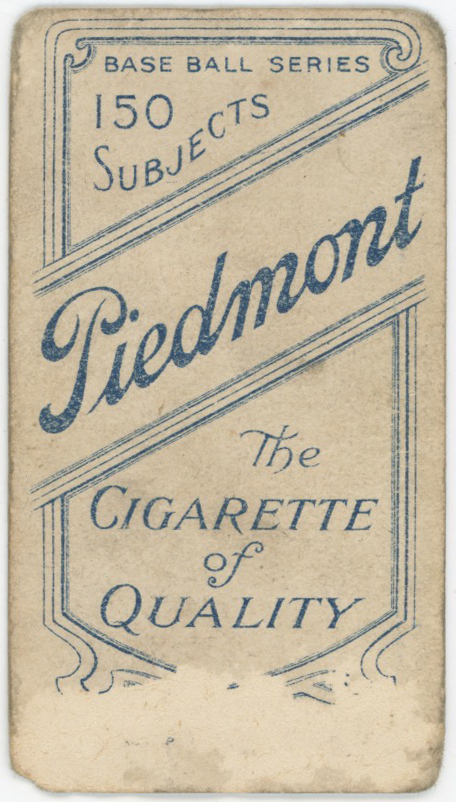 BASE BALL SERIES
150
SUBJECTS
Piedmont
The
CIGARETTE
of
QUALITY